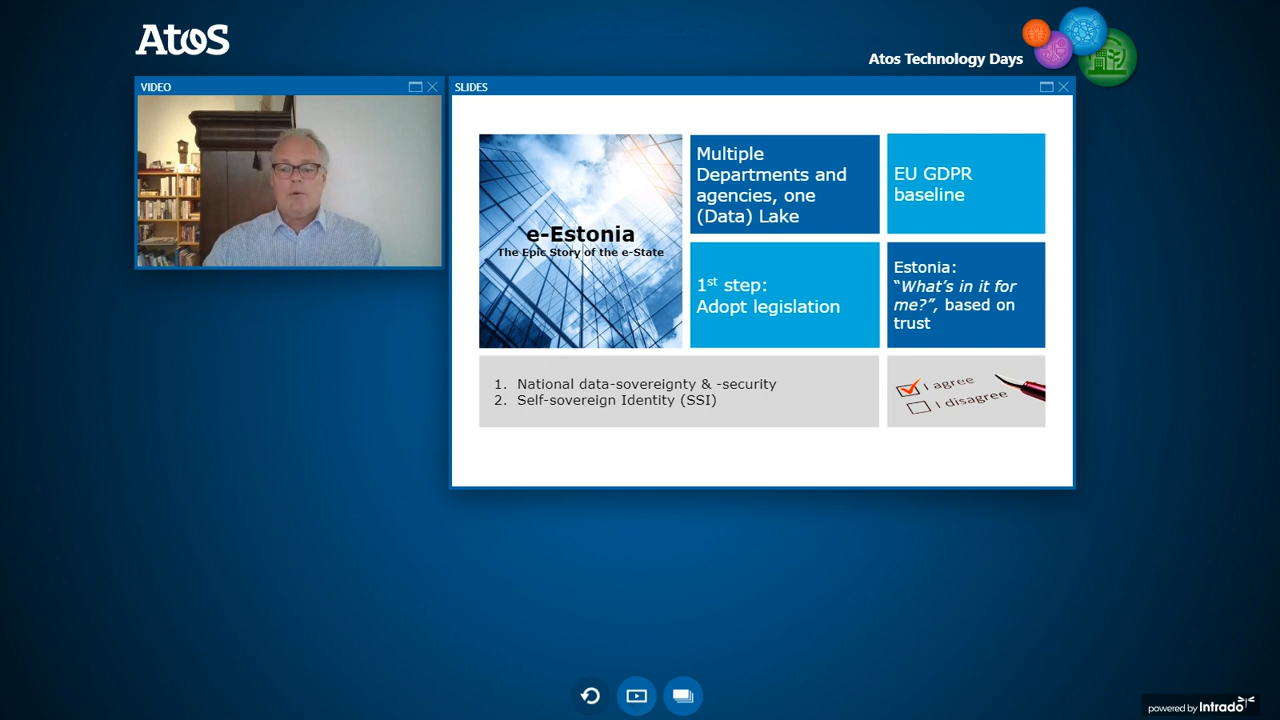 Atos
Atos Technology Days
VIDEO
SLIDES
e-Estonia
The Epic Story of the e-State
Multiple
Departments and
agencies, one
(Data) Lake
EU GDPR
baseline
1st step:
Adopt legislation
Estonia:
“What’s in it for
me?”, based on
trust
1. National data-sovereignty & -security
2. Self-sovereign Identity (SSI)
I agree
I disagree
powered by Intrado